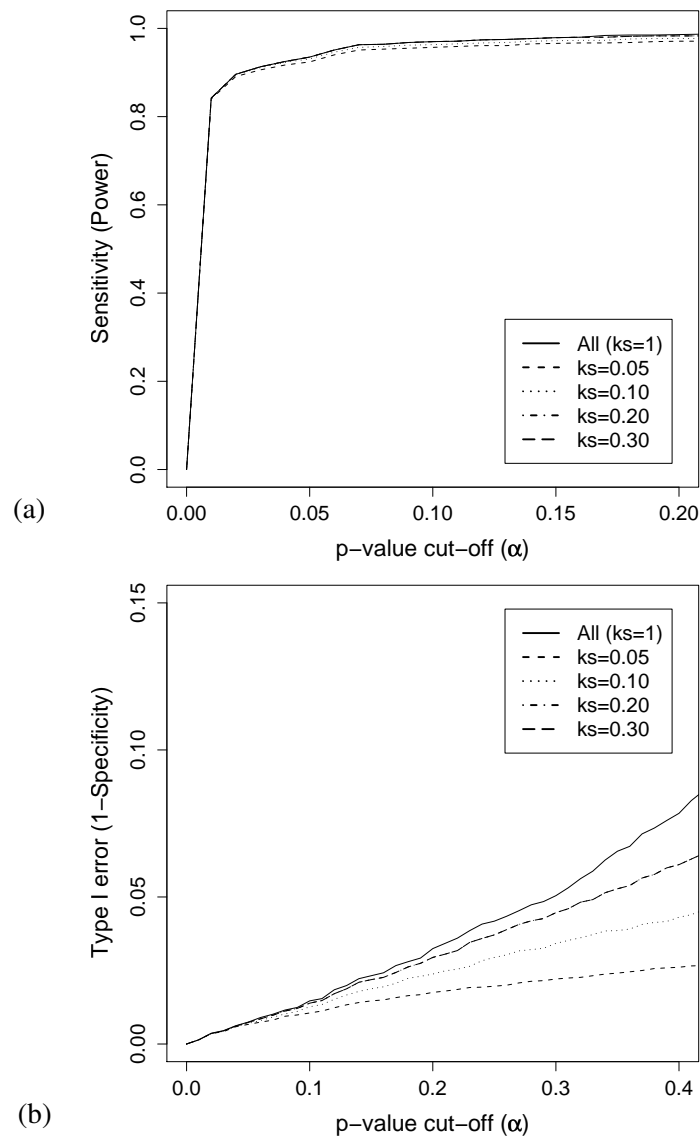 1.0
0.8
0.6
0.4
0.2
0.0
Sensitivity (Power)
All (ks=1)
ks=0.05
ks=0.10
ks=0.20
ks=0.30
0.00 0.05 0.10 0.15 0.20
p−value cut−off (α)
(a)
0.15
0.10
0.05
0.00
Type I error (1−Specificity)
All (ks=1)
ks=0.05
ks=0.10
ks=0.20
ks=0.30
0.0 0.1 0.2 0.3 0.4
p−value cut−off (α)
(b)